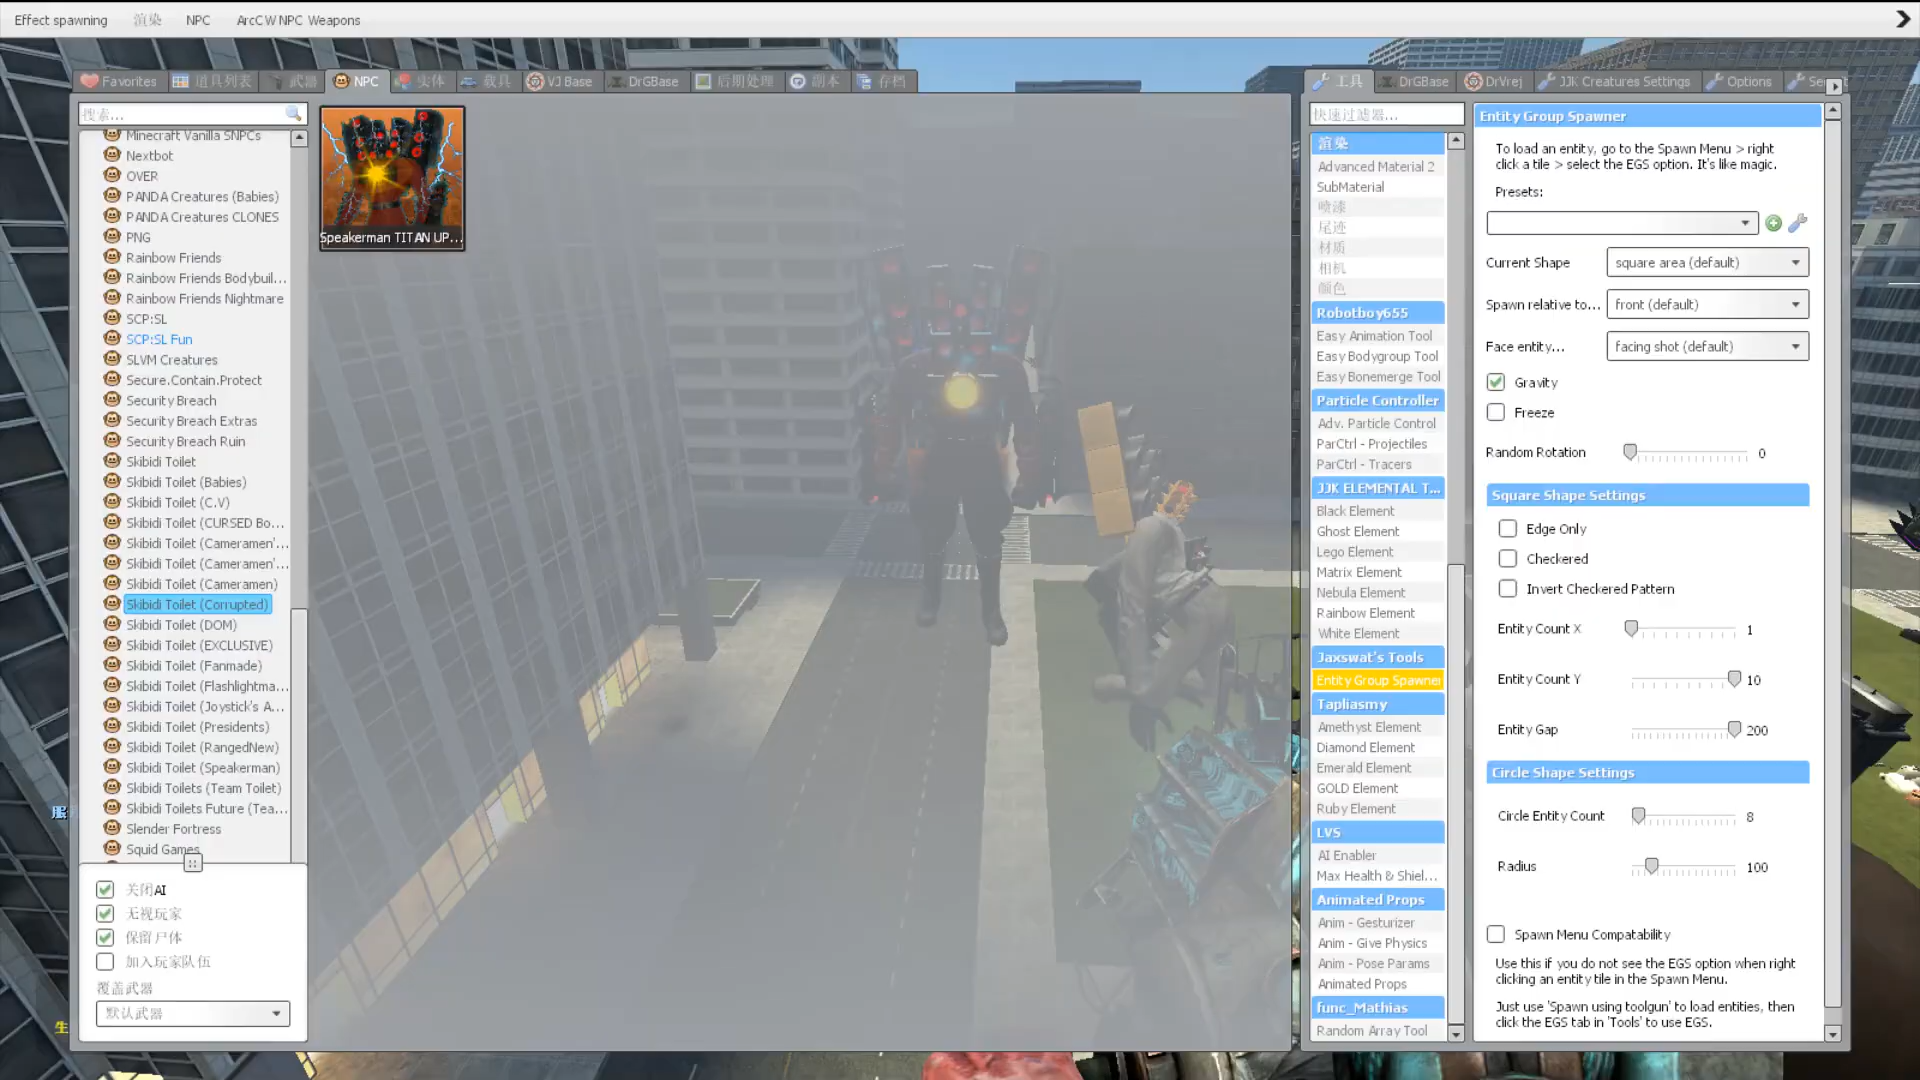 Effect spawning
渲染
NPC
ArcCW NPC Weapons
Favorites
道具列表
武器
NPC
实体
载具
VJ Base
DrGBase
后期处理
副本
存档
搜索...
Minecraft Vanilla SNPCs
Nextbot
OVER
PANDA Creatures (Babies)
PANDA Creatures CLONES
PNG
Rainbow Friends
Rainbow Friends Bodybuil...
Rainbow Friends Nightmare
SCP:SL
SCP:SL Fun
SLVM Creatures
Secure.Contain.Protect
Security Breach
Security Breach Extras
Security Breach Ruin
Skibidi Toilet
Skibidi Toilet (Babies)
Skibidi Toilet (C.V)
Skibidi Toilet (CURSED Bo...
Skibidi Toilet (Cameramen'...
Skibidi Toilet (Cameramen'...
Skibidi Toilet (Cameramen)
Skibidi Toilet (Corrupted)
Skibidi Toilet (DOM)
Skibidi Toilet (EXCLUSIVE)
Skibidi Toilet (Fanmade)
Skibidi Toilet (Flashlightma...
Skibidi Toilet (Joystick's A...
Skibidi Toilet (Presidents)
Skibidi Toilet (RangedNew)
Skibidi Toilet (Speakerman)
Skibidi Toilets (Team Toilet)
Skibidi Toilets Future (Tea...
Slender Fortress
Squid Games
关闭AI
无视玩家
保留尸体
加入玩家队伍
覆盖武器
默认武器
服
生
Speakerman TITAN UP...
工具
DrGBase
DrVrej
JJK Creatures Settings
Options
快速过滤器...
渲染
Advanced Material 2
SubMaterial
喷漆
尾迹
材质
相机
颜色
Robotboy655
Easy Animation Tool
Easy Bodygroup Tool
Easy Bonemerge Tool
Particle Controller
Adv. Particle Control
ParCtrl - Projectiles
ParCtrl - Tracers
JJK ELEMENTAL T...
Black Element
Ghost Element
Lego Element
Matrix Element
Nebula Element
Rainbow Element
White Element
Jaxswat's Tools
Entity Group Spawner
Tapliasmy
Amethyst Element
Diamond Element
Emerald Element
GOLD Element
Ruby Element
LVS
AI Enabler
Max Health & Shiel...
Animated Props
Anim - Gesturizer
Anim - Give Physics
Anim - Pose Params
Animated Props
func_Mathias
Random Array Tool
Entity Group Spawner
To load an entity, go to the Spawn Menu > right
click a tile > select the EGS option. It's like magic.
Presets:
Current Shape
square area (default)
Spawn relative to...
front (default)
Face entity...
facing shot (default)
Gravity
Freeze
Random Rotation
0
Square Shape Settings
Edge Only
Checkered
Invert Checkered Pattern
Entity Count X
1
Entity Count Y
10
Entity Gap
200
Circle Shape Settings
Circle Entity Count
8
Radius
100
Spawn Menu Compatability
Use this if you do not see the EGS option when right
clicking an entity tile in the Spawn Menu.
Just use 'Spawn using toolgun' to load entities, then
click the EGS tab in 'Tools' to use EGS.